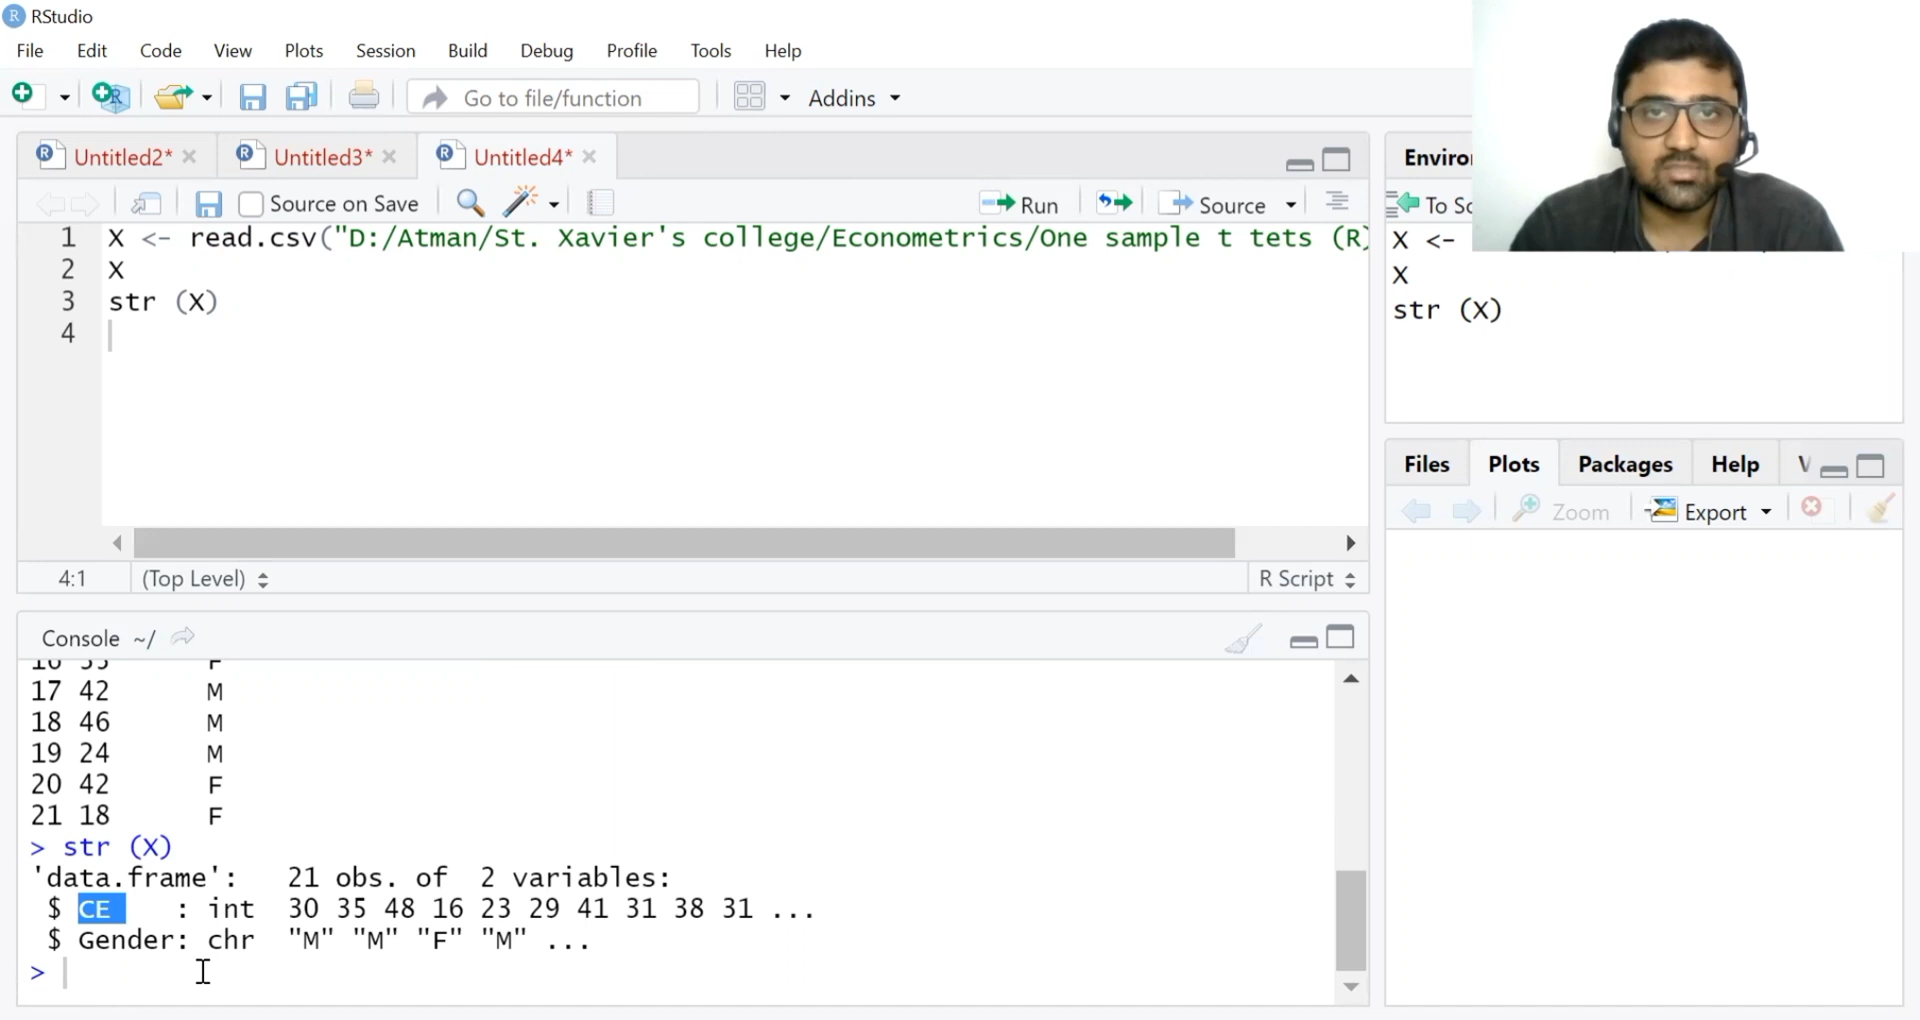 RStudio
File Edit Code View Plots Session Build Debug Profile Tools Help
Go to file/function Addins
Untitled2* Untitled3* Untitled4*
Source on Save Run Source
1 X <- read.csv("D:/Atman/St. Xavier's college/Econometrics/One sample t tets (R)
2 X
3 str (X)
4
4:1 (Top Level) R Script
Console ~/
16 35 F
17 42 M
18 46 M
19 24 M
20 42 F
21 18 F
> str (X)
'data.frame': 21 obs. of 2 variables:
$ CE : int 30 35 48 16 23 29 41 31 38 31 ...
$ Gender: chr "M" "M" "F" "M" ...
>
To
X <-
X
str (X)
Files Plots Packages Help
Zoom Export